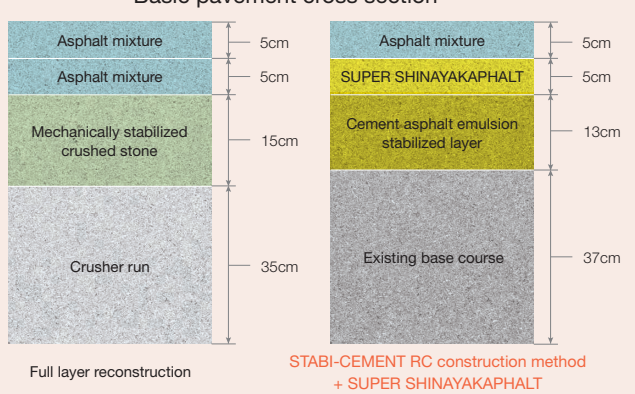 Basic pavement cross section
Asphalt mixture
5cm
Asphalt mixture
5cm
Mechanically stabilized
crushed stone
15cm
Crusher run
35cm
Full layer reconstruction
Asphalt mixture
5cm
SUPER SHINAYAKAPHALT
5cm
Cement asphalt emulsion
stabilized layer
13cm
Existing base course
37cm
STABI-CEMENT RC construction method
+ SUPER SHINAYAKAPHALT